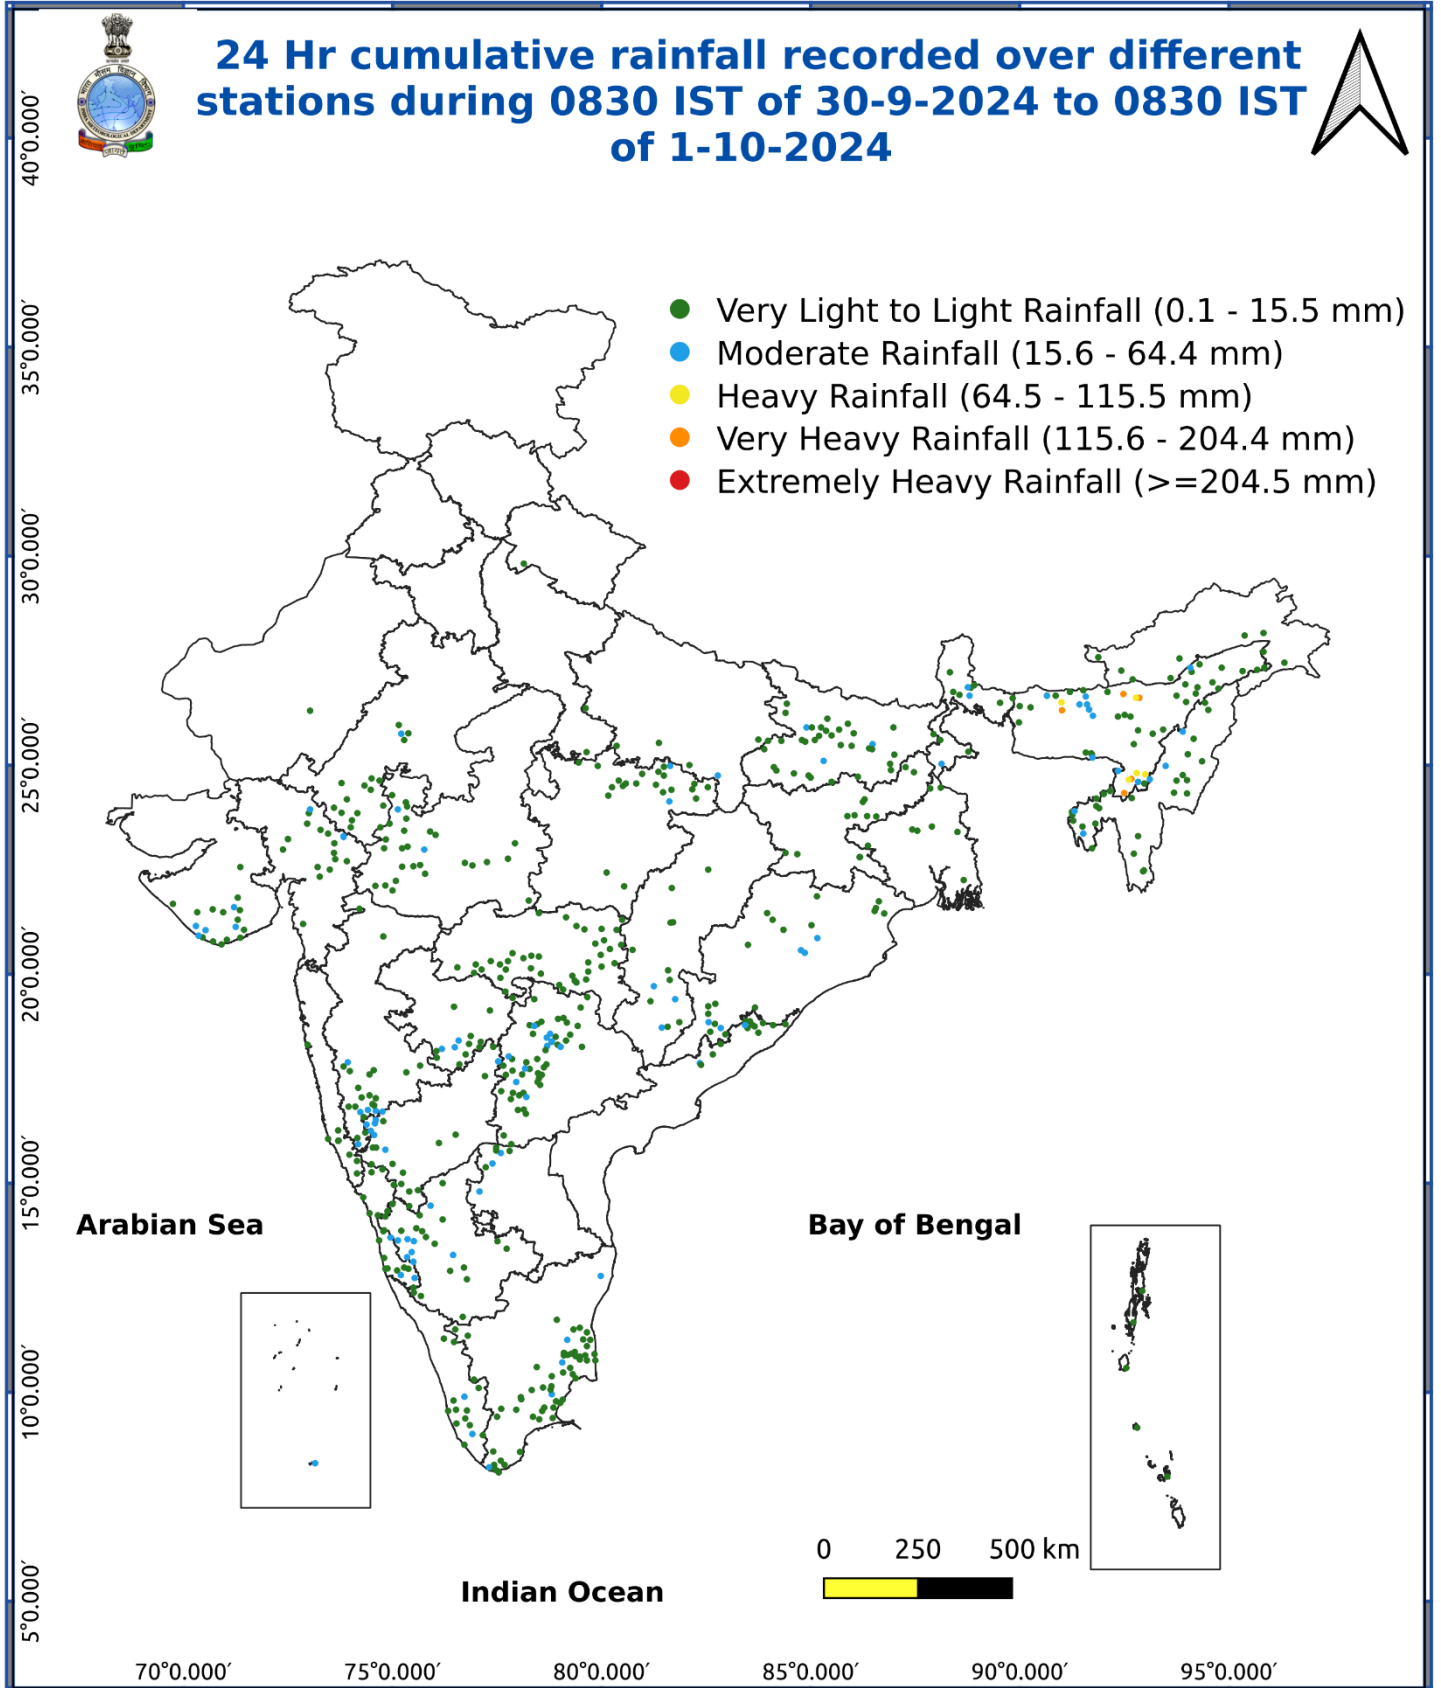 24 Hr cumulative rainfall recorded over different
stations during 0830 IST of 30-9-2024 to 0830 IST
of 1-10-2024
Very Light to Light Rainfall (0.1 - 15.5 mm)
Moderate Rainfall (15.6 - 64.4 mm)
Heavy Rainfall (64.5 - 115.5 mm)
Very Heavy Rainfall (115.6 - 204.4 mm)
Extremely Heavy Rainfall (>=204.5 mm)
40°0.000′
35°0.000′
30°0.000′
25°0.000′
20°0.000′
15°0.000′
10°0.000′
5°0.000′
Arabian Sea
Bay of Bengal
Indian Ocean
0 250 500 km
70°0.000′ 75°0.000′ 80°0.000′ 85°0.000′ 90°0.000′ 95°0.000′